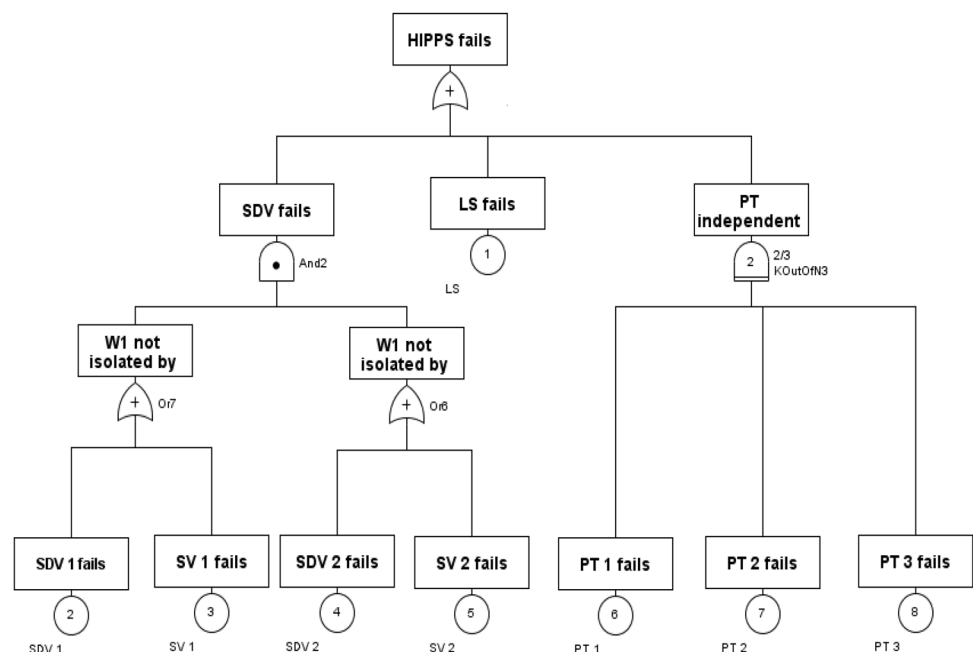 HIPPS fails
+
SDV fails
LS fails
PT
independent
And2
1
2
2/3
KOutOfN3
LS
W1 not
isolated by
W1 not
isolated by
+
Or7
+
Or6
SDV 1 fails
SV 1 fails
SDV 2 fails
SV 2 fails
PT 1 fails
PT 2 fails
PT 3 fails
2
3
4
5
6
7
8
SDV 1
SV 1
SDV 2
SV 2
PT 1
PT 2
PT 3